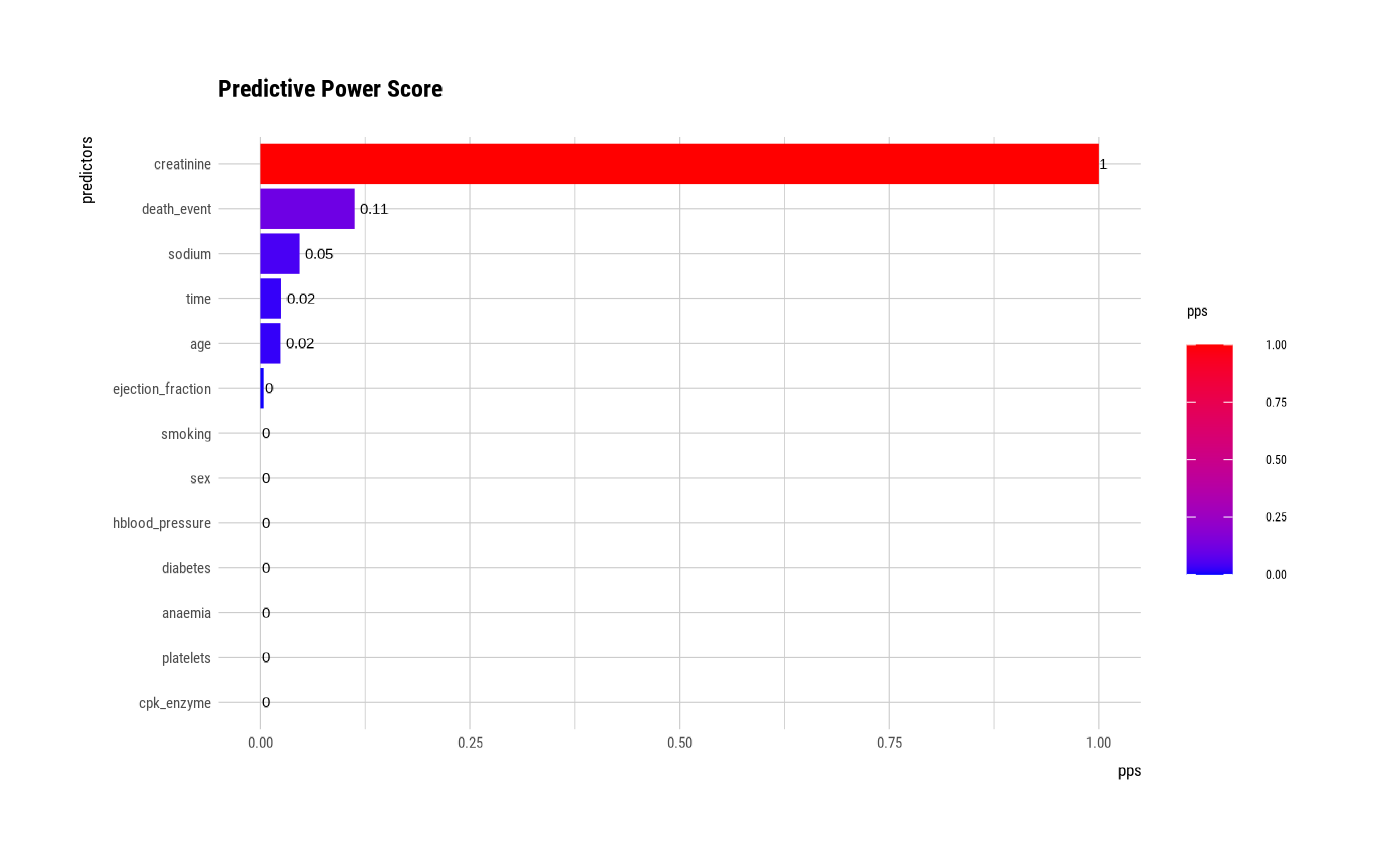 Predictive Power Score
predictors
creatinine 1
death_event 0.11
sodium 0.05
time 0.02
age 0.02
ejection_fraction 0
smoking 0
sex 0
hblood_pressure 0
diabetes 0
anaemia 0
platelets 0
cpk_enzyme 0
0.00 0.25 0.50 0.75 1.00
pps
pps
1.00
0.75
0.50
0.25
0.00